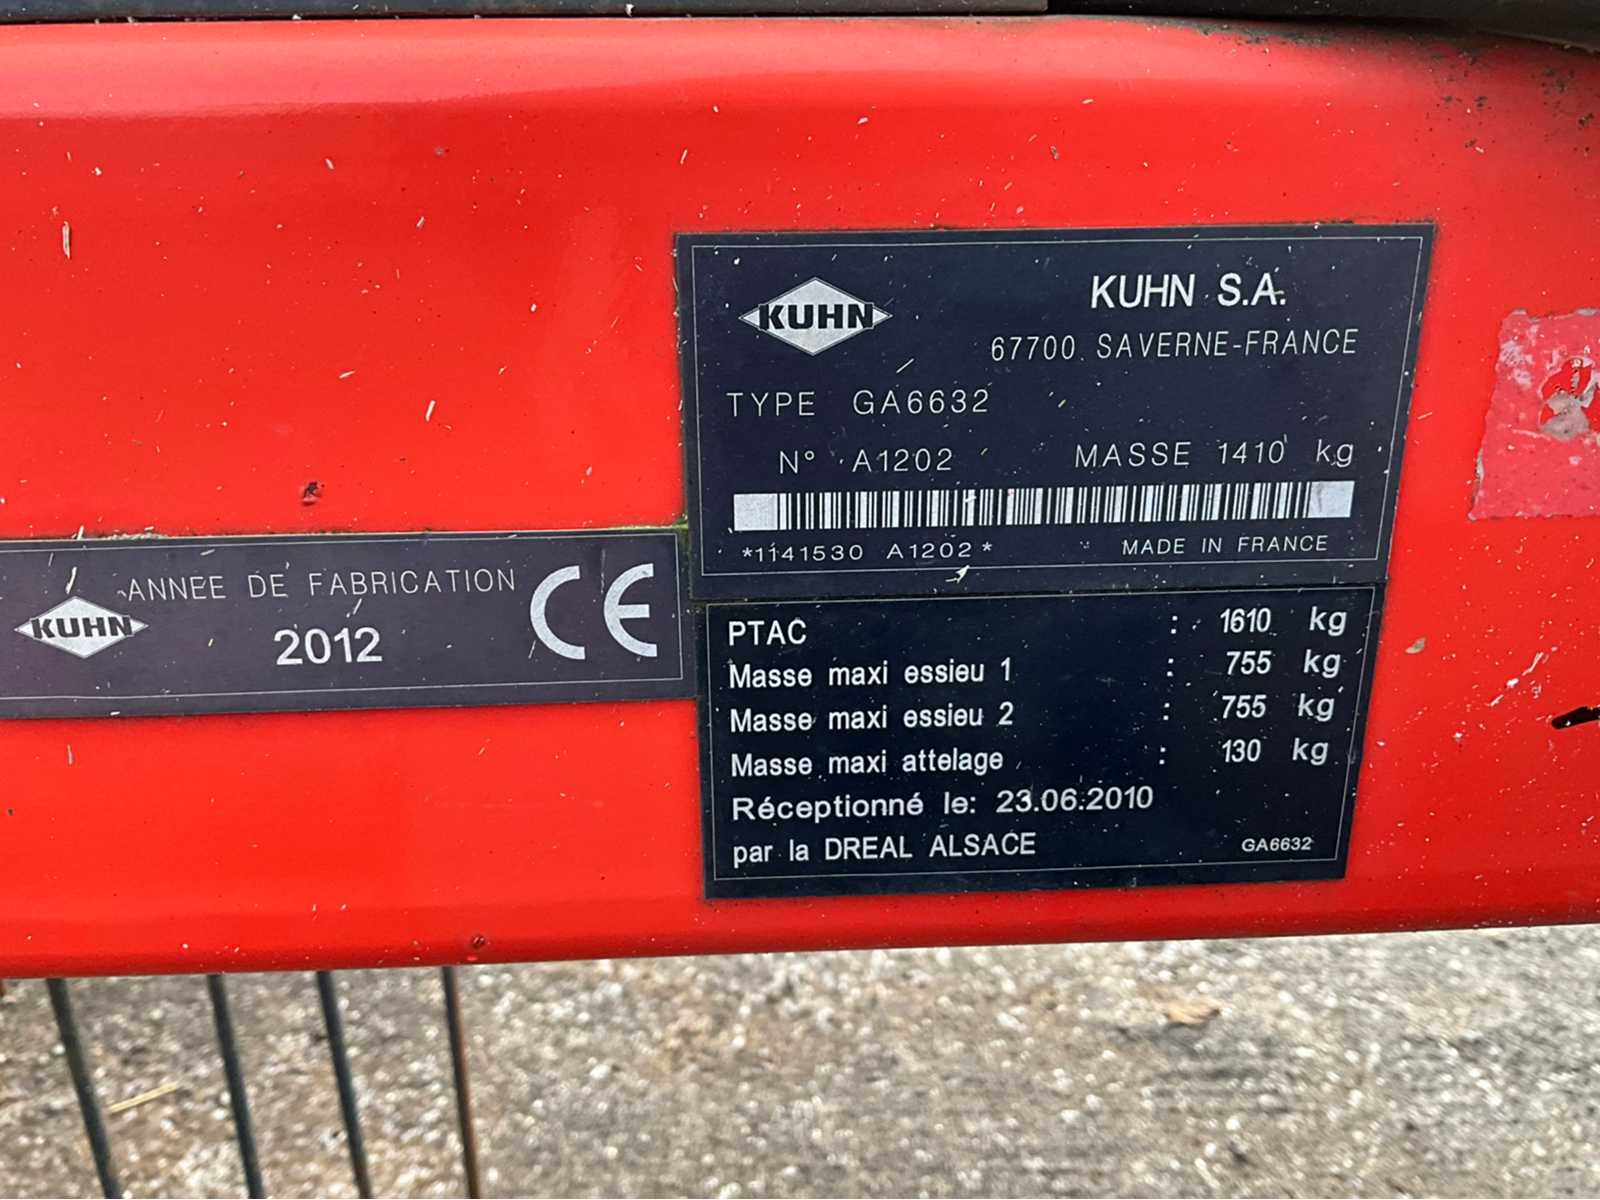 KUHN
KUHN S.A.
67700 SAVERNE-FRANCE
TYPE GA6632
N° A1202 MASSE 1410 kg
*1141530 A1202* MADE IN FRANCE
KUHN
ANNEE DE FABRICATION
2012
CE
PTAC : 1610 kg
Masse maxi essieu 1 : 755 kg
Masse maxi essieu 2 : 755 kg
Masse maxi attelage : 130 kg
Réceptionné le: 23.06.2010
par la DREAL ALSACE GA6632